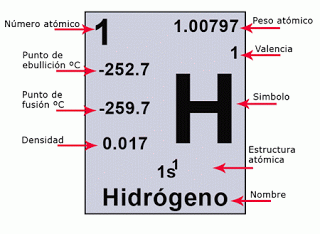 Número atómico
1
1.00797
Peso atómico
1
Valencia
Punto de
ebullición ºC
-252.7
H
Simbolo
Punto de
fusión ºC
-259.7
Densidad
0.017
Estructura
atómica
1s1
Hidrógeno
Nombre